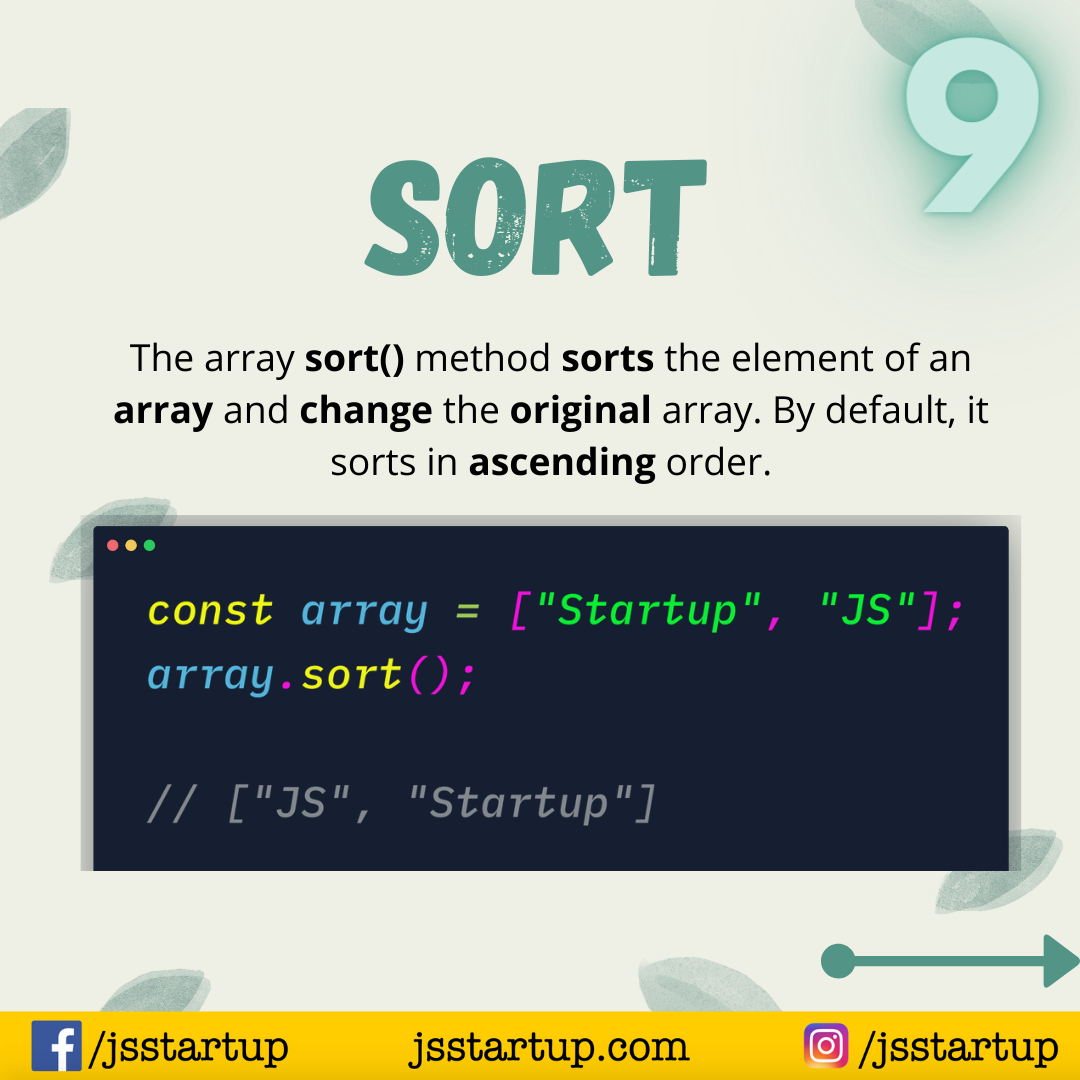 9
SORT
The array sort() method sorts the element of an
array and change the original array. By default, it
sorts in ascending order.
const array = ["Startup", "JS"];
array.sort();
// ["JS", "Startup"]
/jsstartup jsstartup.com /jsstartup